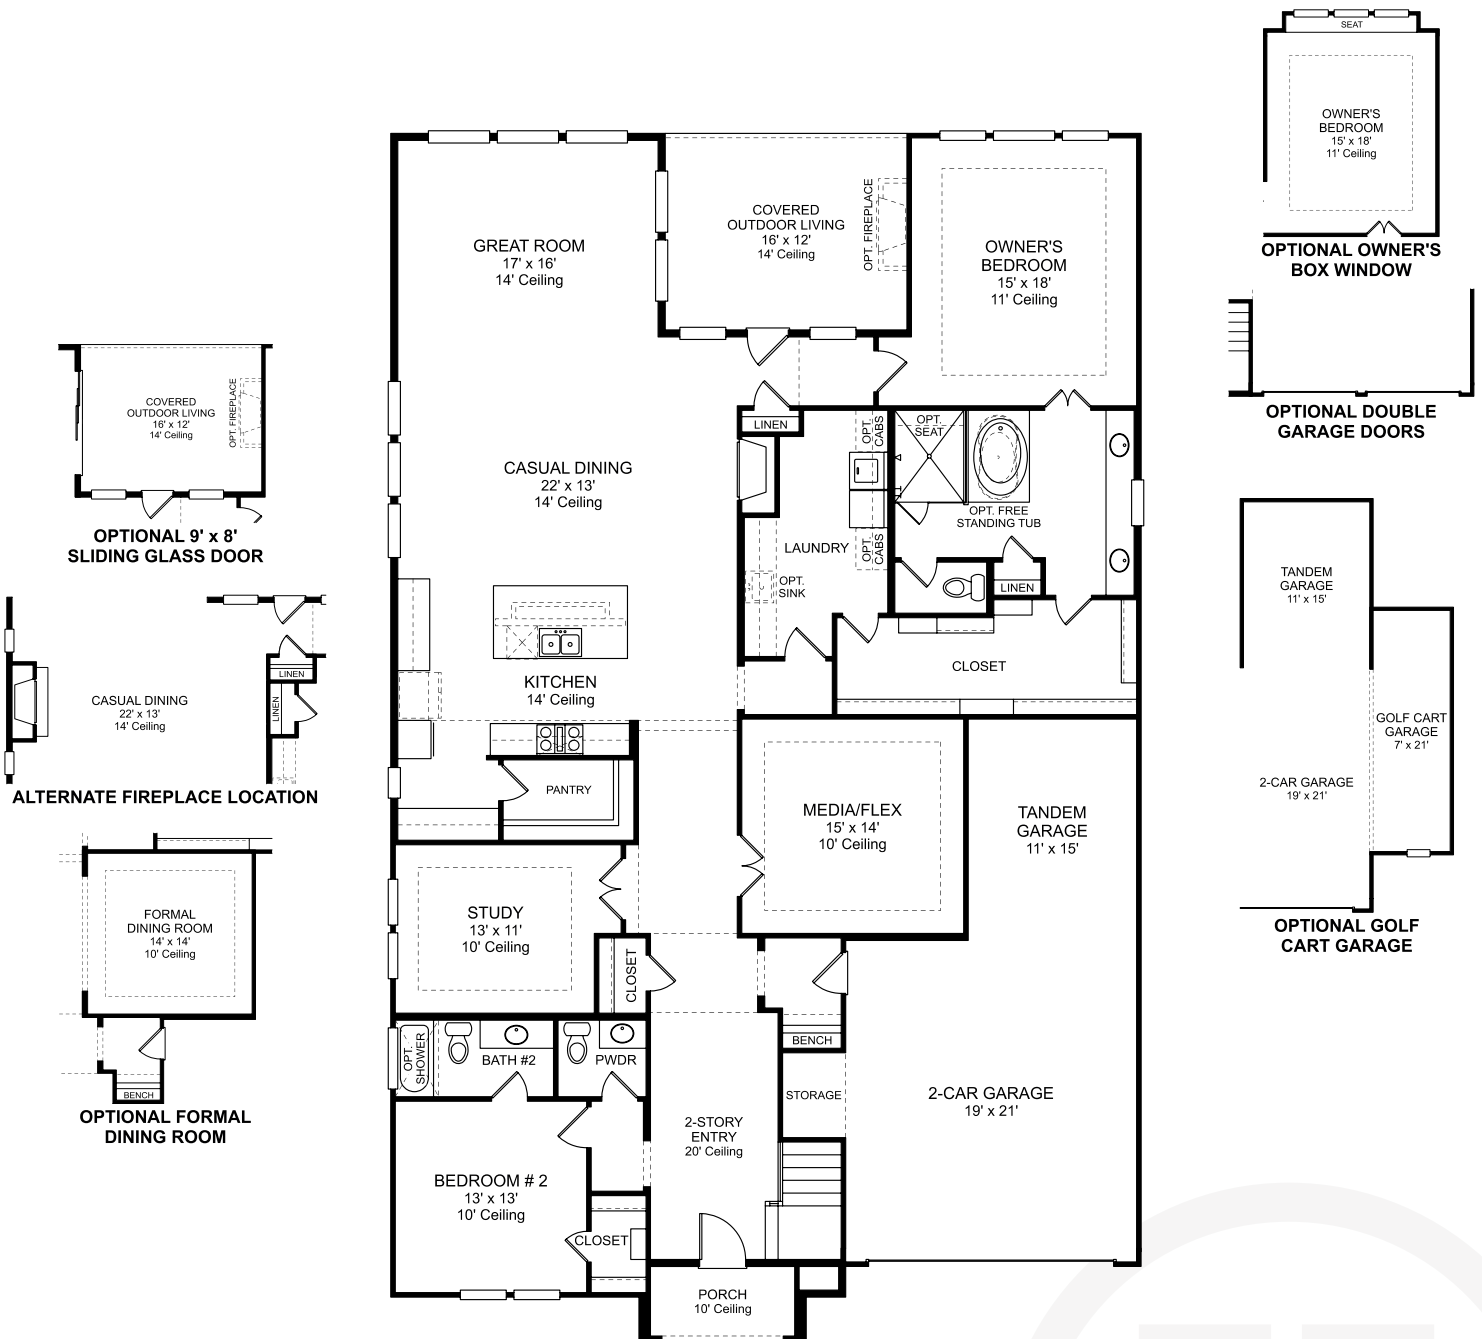 SEAT
OWNER'S
BEDROOM
15' x 18'
11' Ceiling
OPTIONAL OWNER'S
BOX WINDOW
OPTIONAL DOUBLE
GARAGE DOORS
TANDEM
GARAGE
11' x 15'
GOLF CART
GARAGE
7' x 21'
2-CAR GARAGE
19' x 21'
OPTIONAL GOLF
CART GARAGE
COVERED
OUTDOOR LIVING
16' x 12'
14' Ceiling
OPT. FIREPLACE
OPTIONAL 9' x 8'
SLIDING GLASS DOOR
LINEN
LINEN
CASUAL DINING
22' x 13'
14' Ceiling
ALTERNATE FIREPLACE LOCATION
FORMAL
DINING ROOM
14' x 14'
10' Ceiling
BENCH
OPTIONAL FORMAL
DINING ROOM
GREAT ROOM
17' x 16'
14' Ceiling
COVERED
OUTDOOR LIVING
16' x 12'
14' Ceiling
OPT. FIREPLACE
OWNER'S
BEDROOM
15' x 18'
11' Ceiling
LINEN
OPT.
CABS
OPT.
SEAT
CASUAL DINING
22' x 13'
14' Ceiling
OPT. FREE
STANDING TUB
LAUNDRY
OPT.
CABS
OPT.
SINK
LINEN
CLOSET
KITCHEN
14' Ceiling
PANTRY
MEDIA/FLEX
15' x 14'
10' Ceiling
TANDEM
GARAGE
11' x 15'
STUDY
13' x 11'
10' Ceiling
CLOSET
OPT.
SHOWER
BATH #2
PWDR
BENCH
STORAGE
2-CAR GARAGE
19' x 21'
2-STORY
ENTRY
20' Ceiling
BEDROOM # 2
13' x 13'
10' Ceiling
CLOSET
PORCH
10' Ceiling